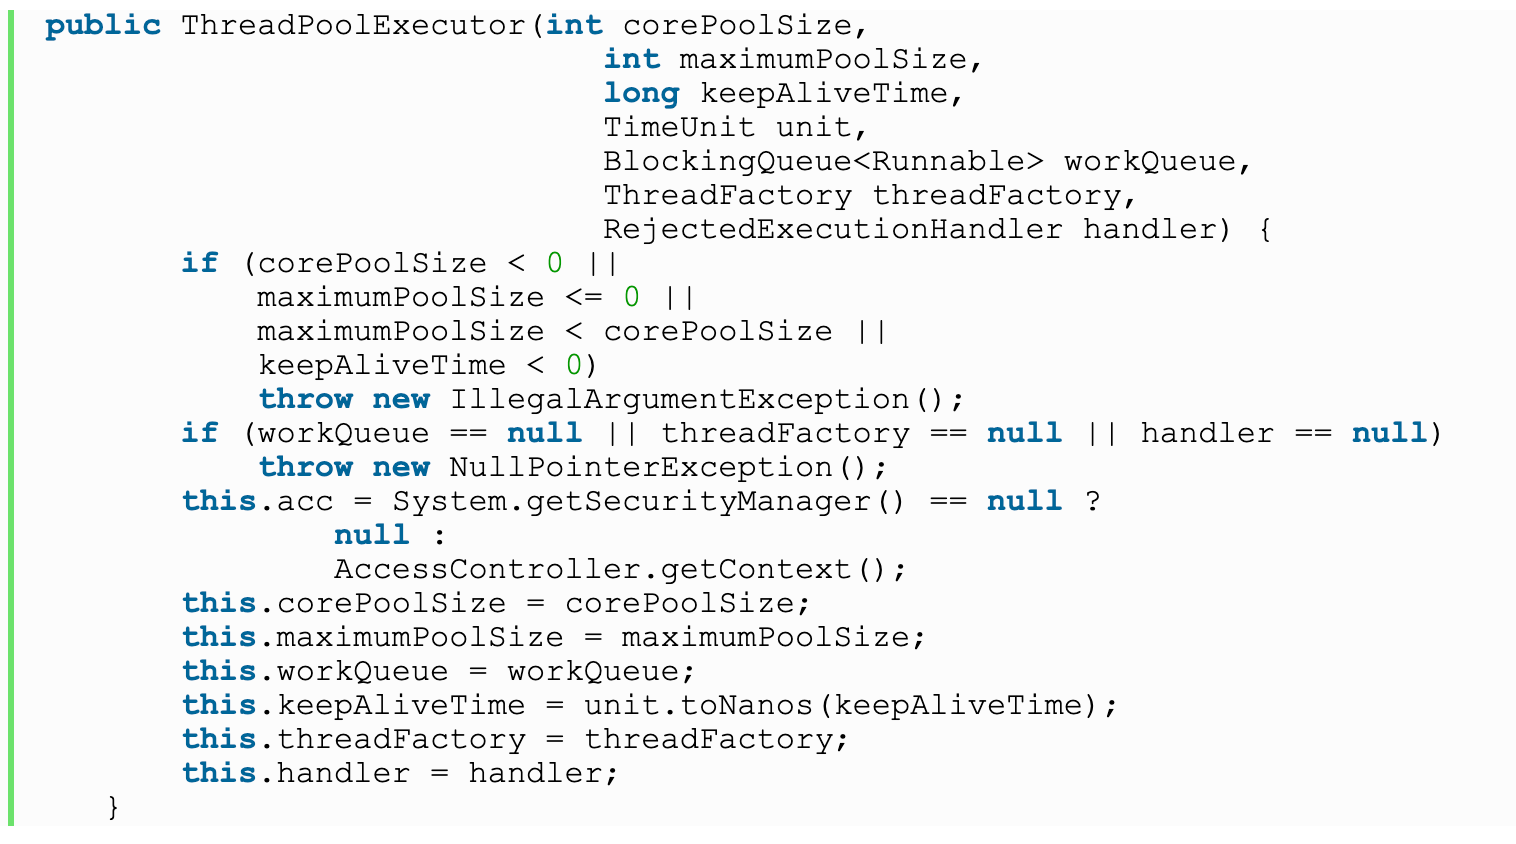 public ThreadPoolExecutor(int corePoolSize,
                          int maximumPoolSize,
                          long keepAliveTime,
                          TimeUnit unit,
                          BlockingQueue<Runnable> workQueue,
                          ThreadFactory threadFactory,
                          RejectedExecutionHandler handler) {
    if (corePoolSize < 0 ||
        maximumPoolSize <= 0 ||
        maximumPoolSize < corePoolSize ||
        keepAliveTime < 0)
        throw new IllegalArgumentException();
    if (workQueue == null || threadFactory == null || handler == null)
        throw new NullPointerException();
    this.acc = System.getSecurityManager() == null ?
            null :
            AccessController.getContext();
    this.corePoolSize = corePoolSize;
    this.maximumPoolSize = maximumPoolSize;
    this.workQueue = workQueue;
    this.keepAliveTime = unit.toNanos(keepAliveTime);
    this.threadFactory = threadFactory;
    this.handler = handler;
}